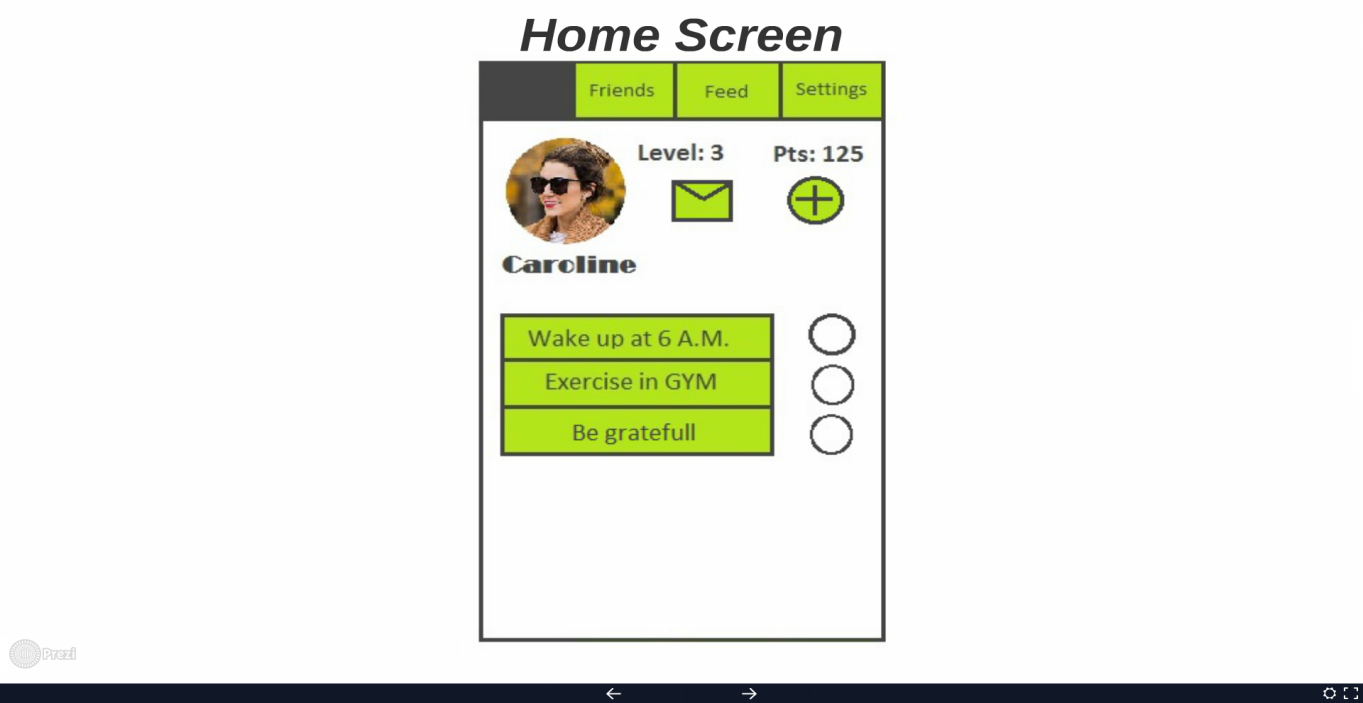 Home Screen
Friends Feed Settings
Level: 3 Pts: 125
Caroline
Wake up at 6 A.M.
Exercise in GYM
Be gratefull
Prezi